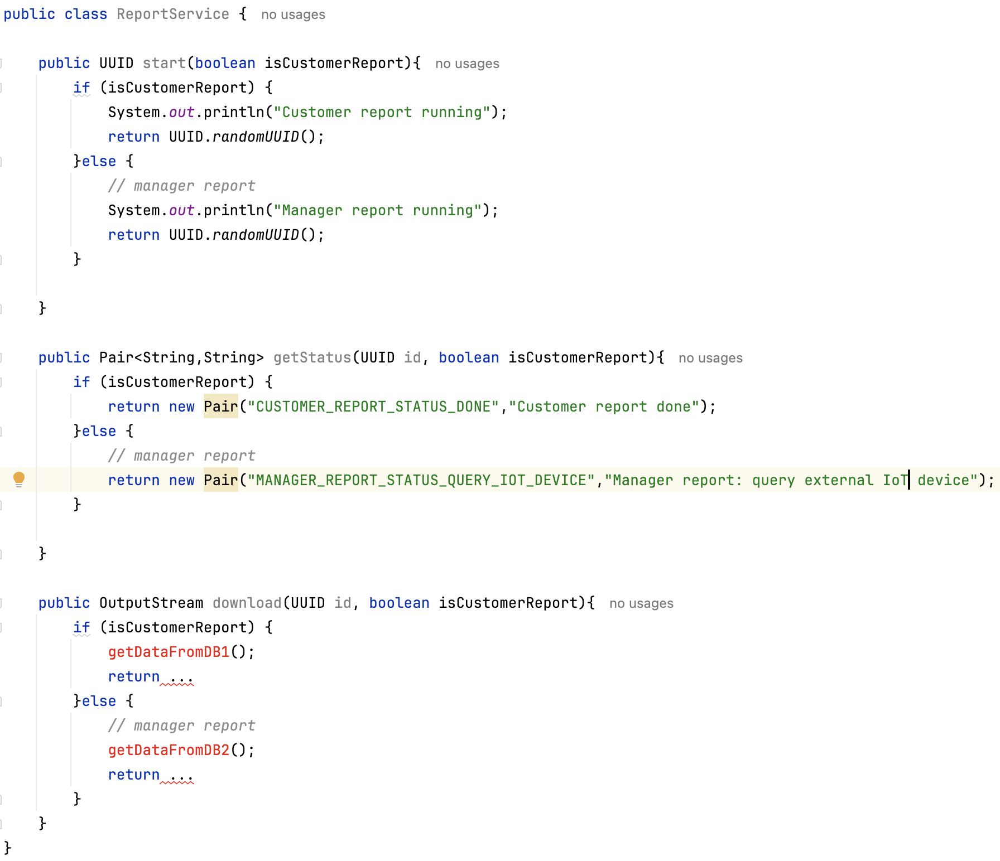 public class ReportService {  no usages
public UUID start(boolean isCustomerReport){  no usages
if (isCustomerReport) {
System.out.println("Customer report running");
return UUID.randomUUID();
}else {
// manager report
System.out.println("Manager report running");
return UUID.randomUUID();
}
}
public Pair<String,String> getStatus(UUID id, boolean isCustomerReport){  no usages
if (isCustomerReport) {
return new Pair("CUSTOMER_REPORT_STATUS_DONE","Customer report done");
}else {
// manager report
return new Pair("MANAGER_REPORT_STATUS_QUERY_IOT_DEVICE","Manager report: query external IoT device");
}
}
public OutputStream download(UUID id, boolean isCustomerReport){  no usages
if (isCustomerReport) {
getDataFromDB1();
return ...
}else {
// manager report
getDataFromDB2();
return ...
}
}
}